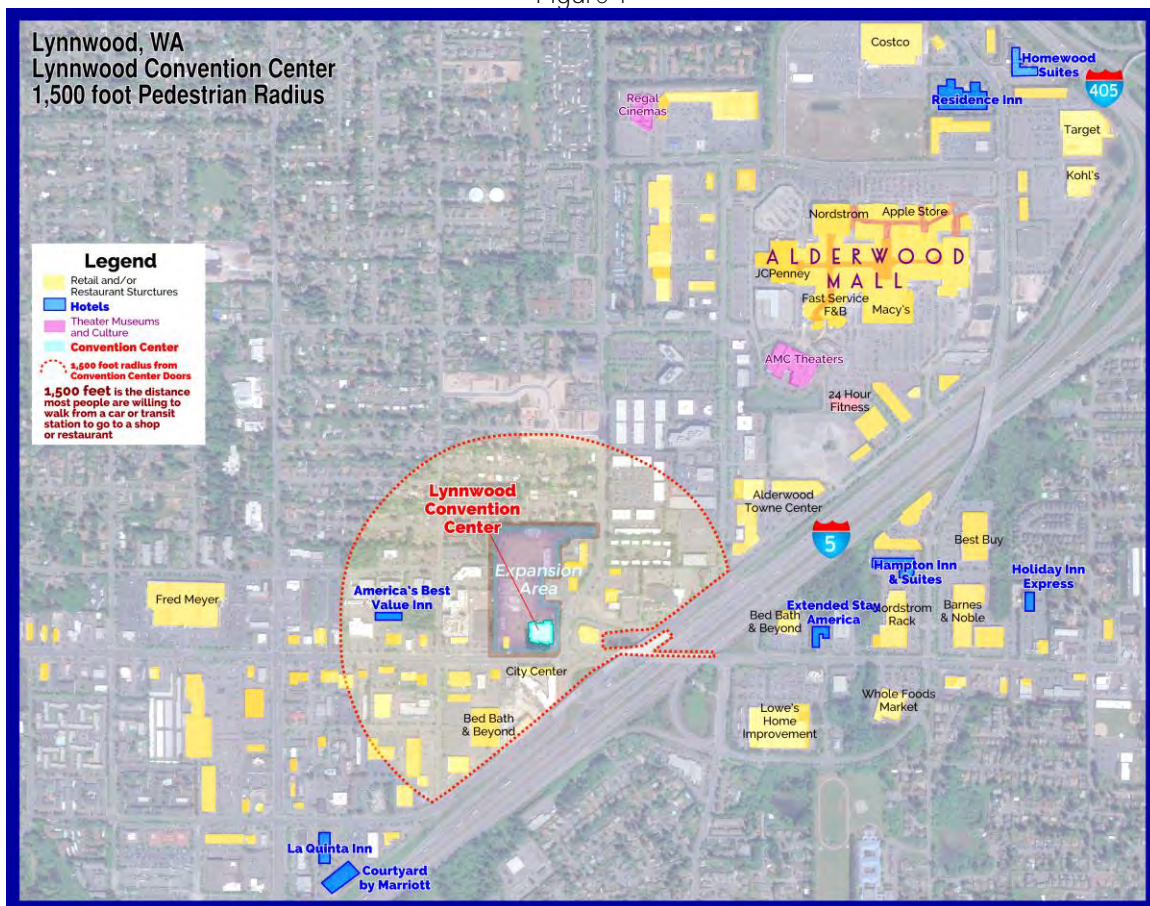 Lynnwood, WA
Lynnwood Convention Center
1,500 foot Pedestrian Radius
Costco
Homewood
Suites
405
Regal
Cinemas
Residence Inn
Target
Kohl's
Nordstrom
Apple Store
ALDERWOOD
MALL
JCPenney
Fast Service
F&B
Macy's
AMC Theaters
24 Hour
Fitness
Legend
Retail and/or
Restaurant Sturctures
Hotels
Theater Museums
and Culture
Convention Center
1,500 foot radius from
Convention Center Doors
1,500 feet is the distance
most people are willing to
walk from a car or transit
station to go to a shop
or restaurant
Lynnwood
Convention
Center
Expansion
Area
Alderwood
Towne Center
5
Best Buy
Hampton Inn
& Suites
Holiday Inn
Express
America's Best
Value Inn
Fred Meyer
Bed Bath
& Beyond
Extended Stay
America
Nordstrom
Rack
Barnes
& Noble
City Center
Bed Bath
& Beyond
Lowe's
Home
Improvement
Whole Foods
Market
La Quinta Inn
Courtyard
by Marriott